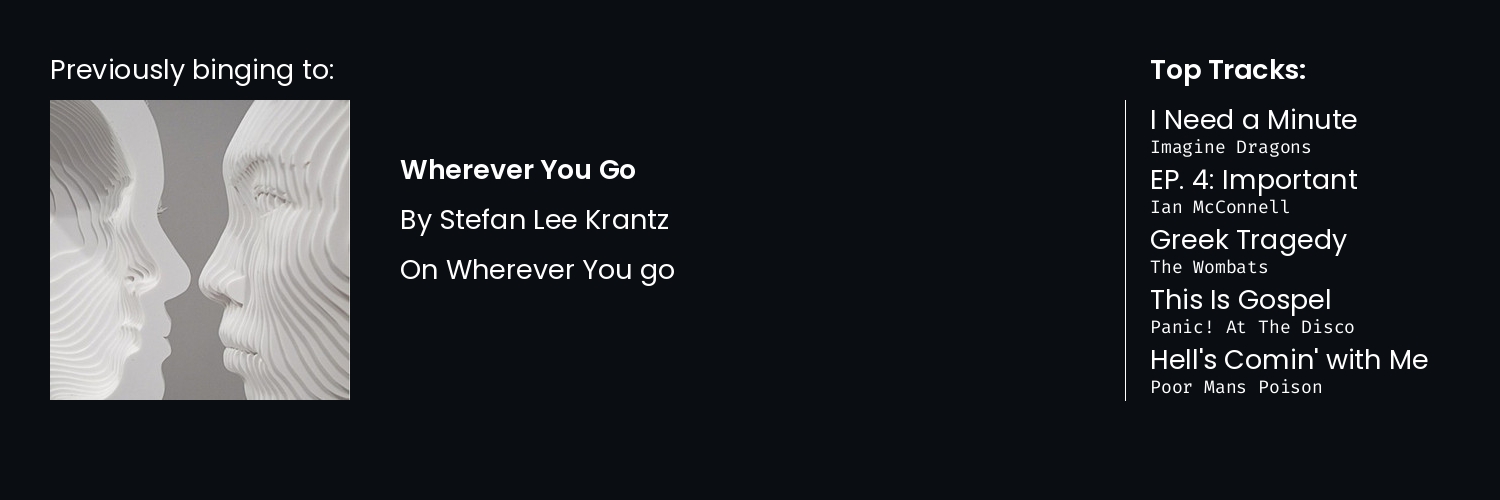 Previously binging to:
Wherever You Go
By Stefan Lee Krantz
On Wherever You go
Top Tracks:
I Need a Minute
Imagine Dragons
EP. 4: Important
Ian McConnell
Greek Tragedy
The Wombats
This Is Gospel
Panic! At The Disco
Hell's Comin' with Me
Poor Mans Poison